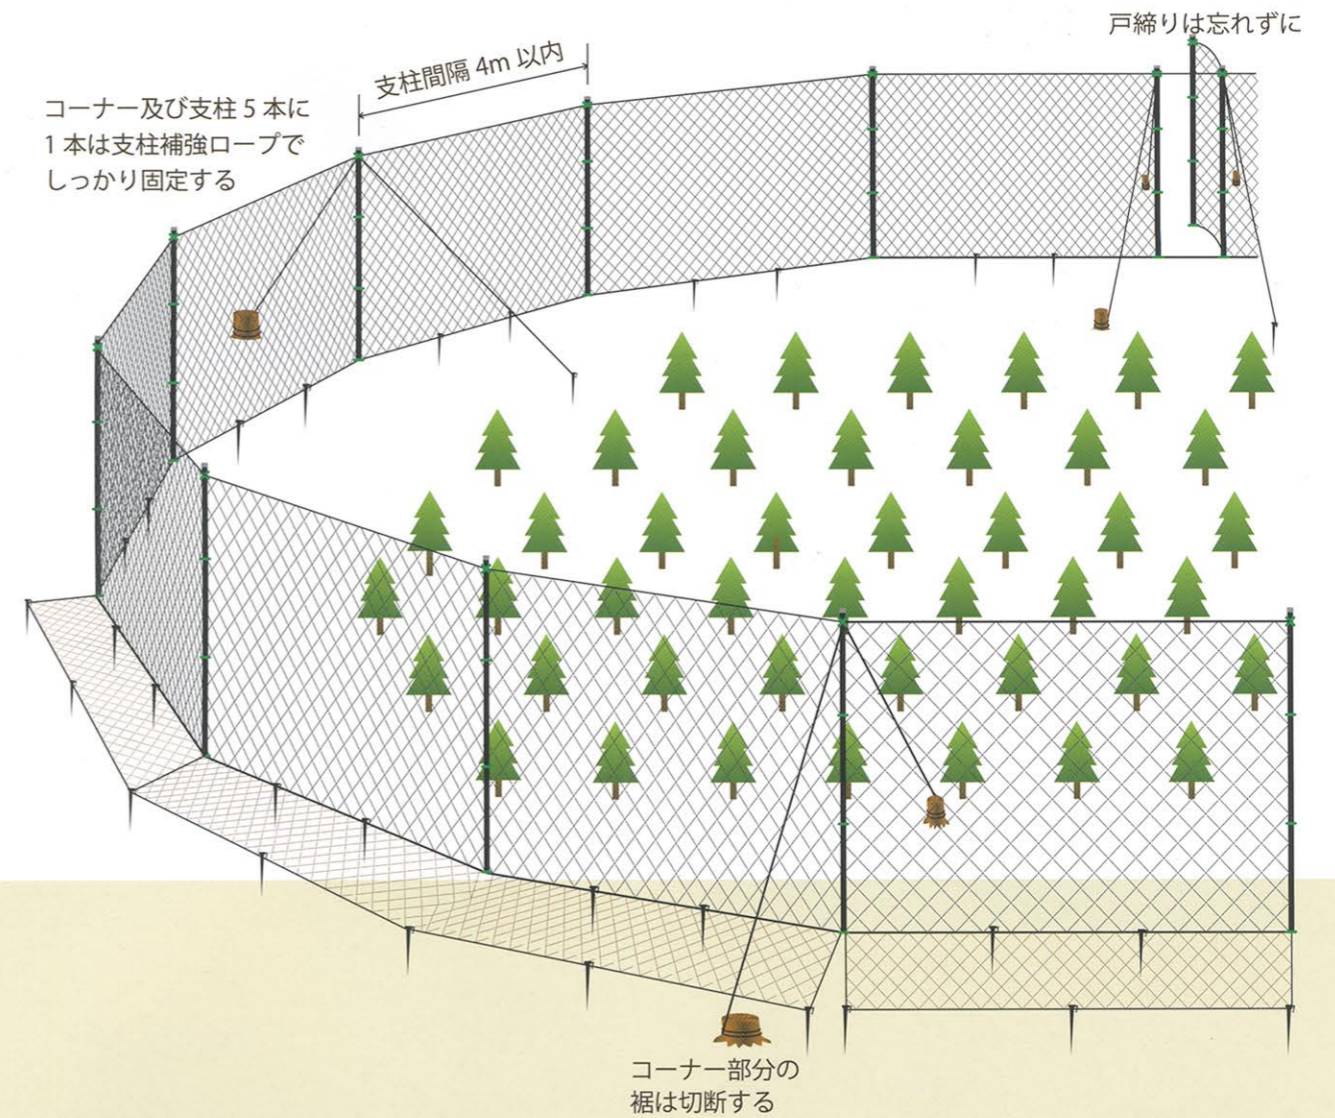 戸締りは忘れずに
支柱間隔 4m 以内
コーナー及び支柱 5 本に
1 本は支柱補強ロープで
しっかり固定する
コーナー部分の
裾は切断する